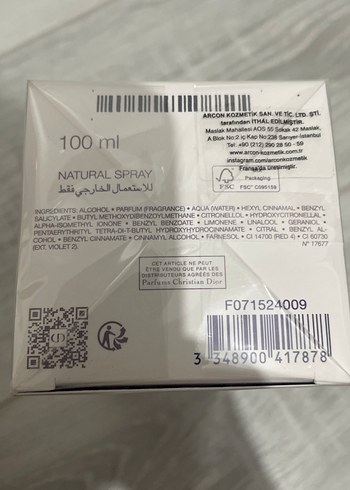 ARCON KOZMETİK SAN. VE TİC. LTD. ŞTİ.
tarafından İTHAL EDİLMİŞTİR.
Maslak Mahallesi AOS 55 Sokak 42 Maslak,
A Blok No:2 iç Kap No:238 Sarıyer-İstanbul
Tel: +90 (212) 290 28 50 - 59
www.arcon-kozmetik.com
instagram.com/arconkozmetik
100 ml
NATURAL SPRAY
للاستعمال الخارجي فقط
FSC
Packaging
FSC® C095159
INGREDIENTS: ALCOHOL • PARFUM (FRAGRANCE) • AQUA (WATER) • HEXYL CINNAMAL • BENZYL
SALICYLATE • BUTYL METHOXYDIBENZOYLMETHANE • CITRONELLOL • HYDROXYCITRONELLAL •
ALPHA-ISOMETHYL IONONE • BENZYL BENZOATE • LIMONENE • LINALOOL • GERANIOL •
PENTAERYTHRITYL TETRA-DI-T-BUTYL HYDROXYHYDROCINNAMATE • CITRAL • BENZYL AL-
COHOL • BENZYL CINNAMATE • CINNAMYL ALCOHOL • FARNESOL • CI 14700 (RED 4) • CI 60730
(EXT. VIOLET 2).
N° 17677
CET ARTICLE NE PEUT
ÊTRE VENDU QUE PAR LES
DISTRIBUTEURS AGRÉÉS DES
Parfums Christian Dior
F071524009
3 348900 417878